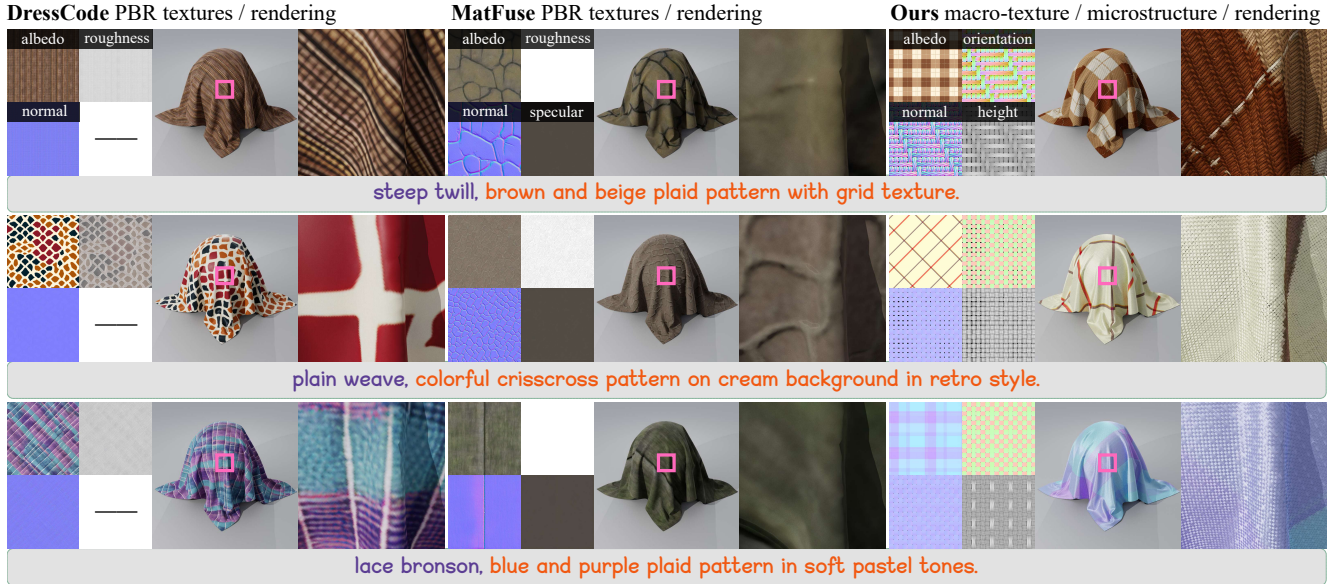 DressCode PBR textures / rendering
MatFuse PBR textures / rendering
Ours macro-texture / microstructure / rendering
albedo roughness
normal
albedo roughness
normal specular
albedo orientation
normal height
steep twill, brown and beige plaid pattern with grid texture.
plain weave, colorful crisscross pattern on cream background in retro style.
lace bronson, blue and purple plaid pattern in soft pastel tones.